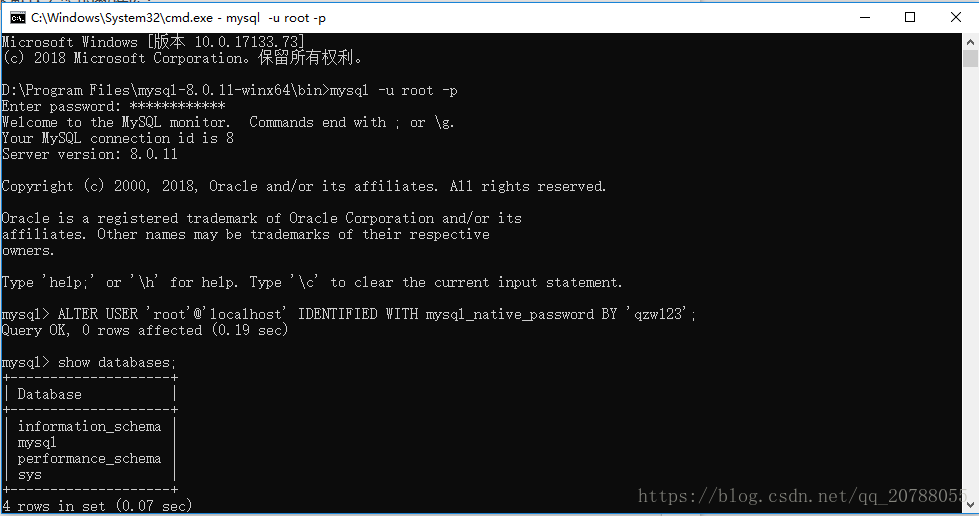 C:\Windows\System32\cmd.exe - mysql -u root -p
Microsoft Windows [版本 10.0.17133.73]
(c) 2018 Microsoft Corporation。保留所有权利。
D:\Program Files\mysql-8.0.11-winx64\bin>mysql -u root -p
Enter password: ************
Welcome to the MySQL monitor.  Commands end with ; or \g.
Your MySQL connection id is 8
Server version: 8.0.11
Copyright (c) 2000, 2018, Oracle and/or its affiliates. All rights reserved.
Oracle is a registered trademark of Oracle Corporation and/or its
affiliates. Other names may be trademarks of their respective
owners.
Type 'help;' or '\h' for help. Type '\c' to clear the current input statement.
mysql> ALTER USER 'root'@'localhost' IDENTIFIED WITH mysql_native_password BY 'qzw123';
Query OK, 0 rows affected (0.19 sec)
mysql> show databases;
+--------------------+
| Database           |
+--------------------+
| information_schema |
| mysql              |
| performance_schema |
| sys                |
+--------------------+
4 rows in set (0.07 sec)
https://blog.csdn.net/qq_20788055